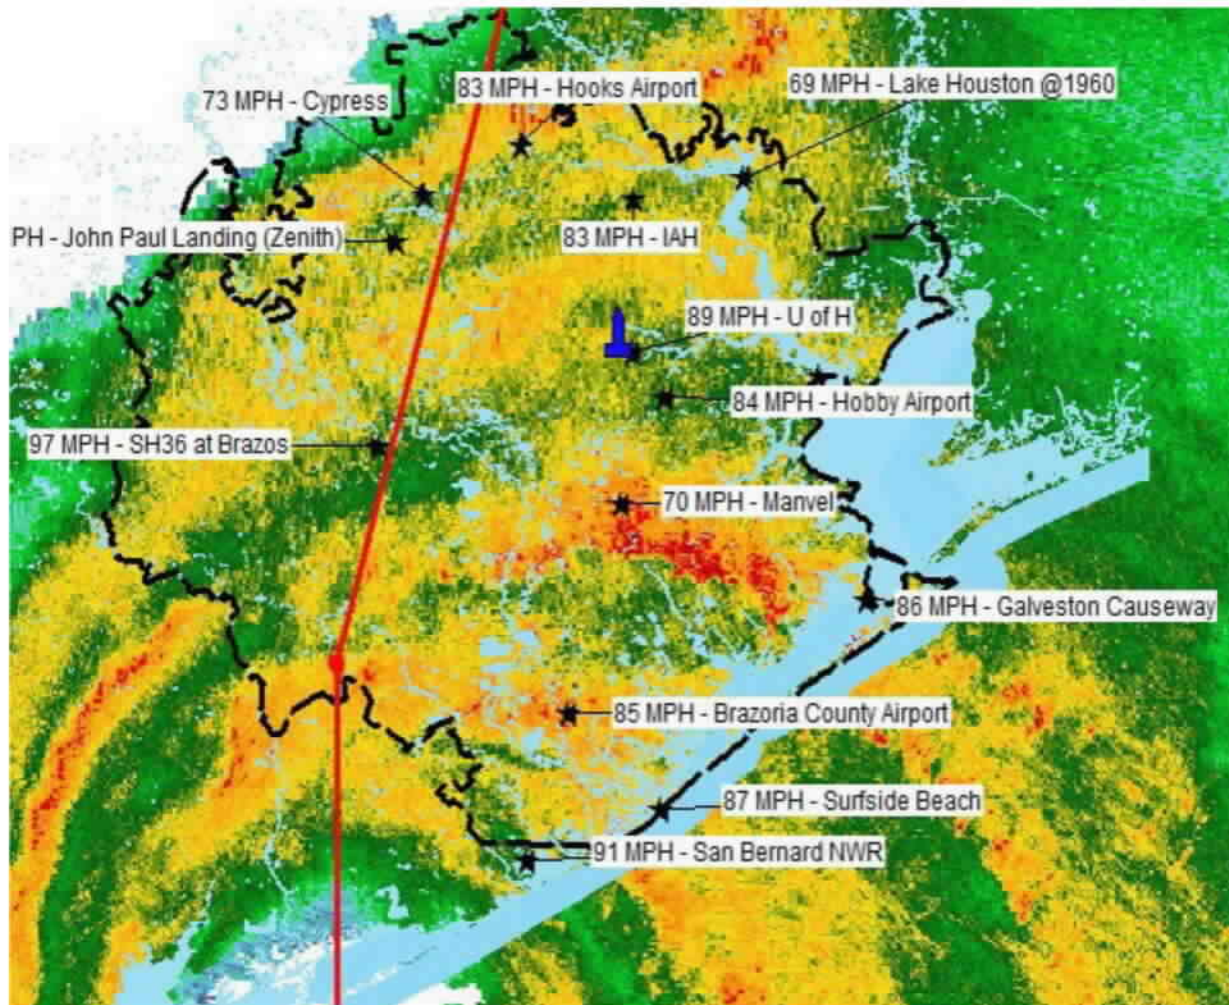 83 MPH - Hooks Airport
69 MPH - Lake Houston @1960
73 MPH - Cypress
PH - John Paul Landing (Zenith)
83 MPH - IAH
89 MPH - U of H
84 MPH - Hobby Airport
97 MPH - SH36 at Brazos
70 MPH - Manvel
86 MPH - Galveston Causeway
85 MPH - Brazoria County Airport
87 MPH - Surfside Beach
91 MPH - San Bernard NWR